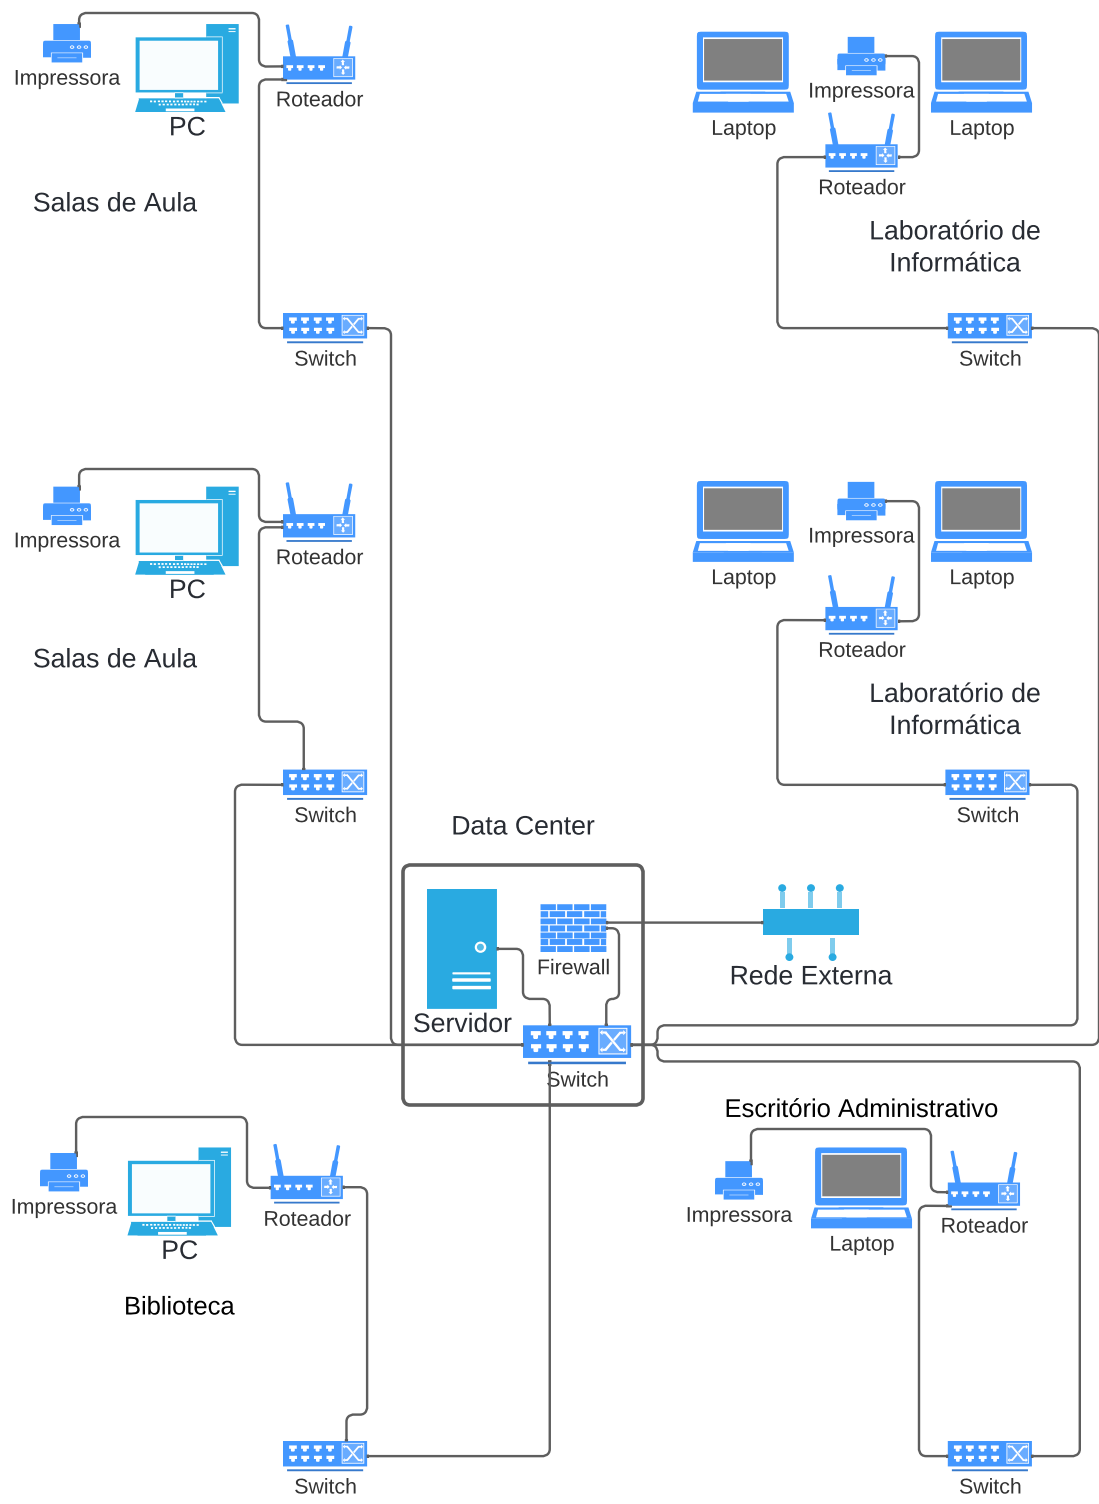 Impressora
PC
Roteador
Salas de Aula
Switch
Laptop
Impressora
Laptop
Roteador
Laboratório de
Informática
Switch
Impressora
PC
Roteador
Salas de Aula
Switch
Laptop
Impressora
Laptop
Roteador
Laboratório de
Informática
Switch
Data Center
Servidor
Firewall
Switch
Rede Externa
Impressora
PC
Roteador
Biblioteca
Switch
Escritório Administrativo
Impressora
Laptop
Roteador
Switch